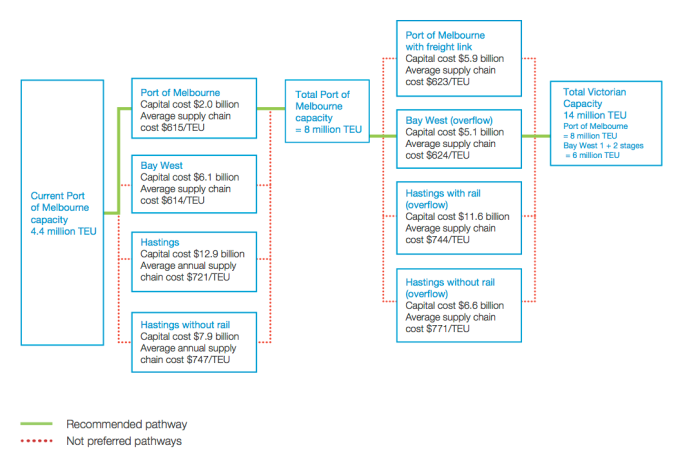 Current Port
of Melbourne
capacity
4.4 million TEU
Port of Melbourne
Capital cost $2.0 billion
Average supply chain
cost $615/TEU
Bay West
Capital cost $6.1 billion
Average supply chain
cost $614/TEU
Hastings
Capital cost $12.9 billion
Average annual supply
chain cost $721/TEU
Hastings without rail
Capital cost $7.9 billion
Average annual supply
chain cost $747/TEU
Total Port of
Melbourne
capacity
= 8 million TEU
Port of Melbourne
with freight link
Capital cost $5.9 billion
Average supply chain
cost $623/TEU
Bay West (overflow)
Capital cost $5.1 billion
Average supply chain
cost $624/TEU
Hastings with rail
(overflow)
Capital cost $11.6 billion
Average supply chain
cost $744/TEU
Hastings without rail
(overflow)
Capital cost $6.6 billion
Average supply chain
cost $771/TEU
Total Victorian
Capacity
14 million TEU
Port of Melbourne
= 8 million TEU
Bay West 1 + 2 stages
= 6 million TEU
Recommended pathway
Not preferred pathways